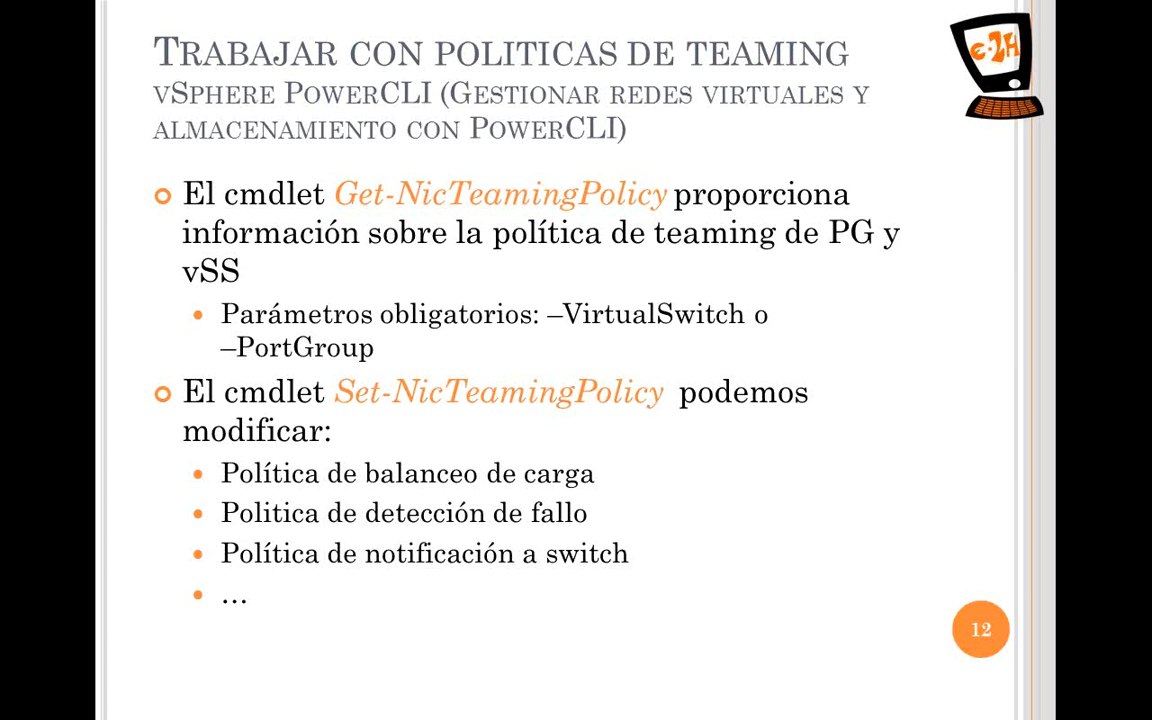 TRABAJAR CON POLITICAS DE TEAMING
VSPHERE POWERCLI (GESTIONAR REDES VIRTUALES Y
ALMACENAMIENTO CON POWERCLI)
e·2H
El cmdlet Get-NicTeamingPolicy proporciona
información sobre la política de teaming de PG y
vSS
Parámetros obligatorios: –VirtualSwitch o
–PortGroup
El cmdlet Set-NicTeamingPolicy podemos
modificar:
Política de balanceo de carga
Politica de detección de fallo
Política de notificación a switch
…
12